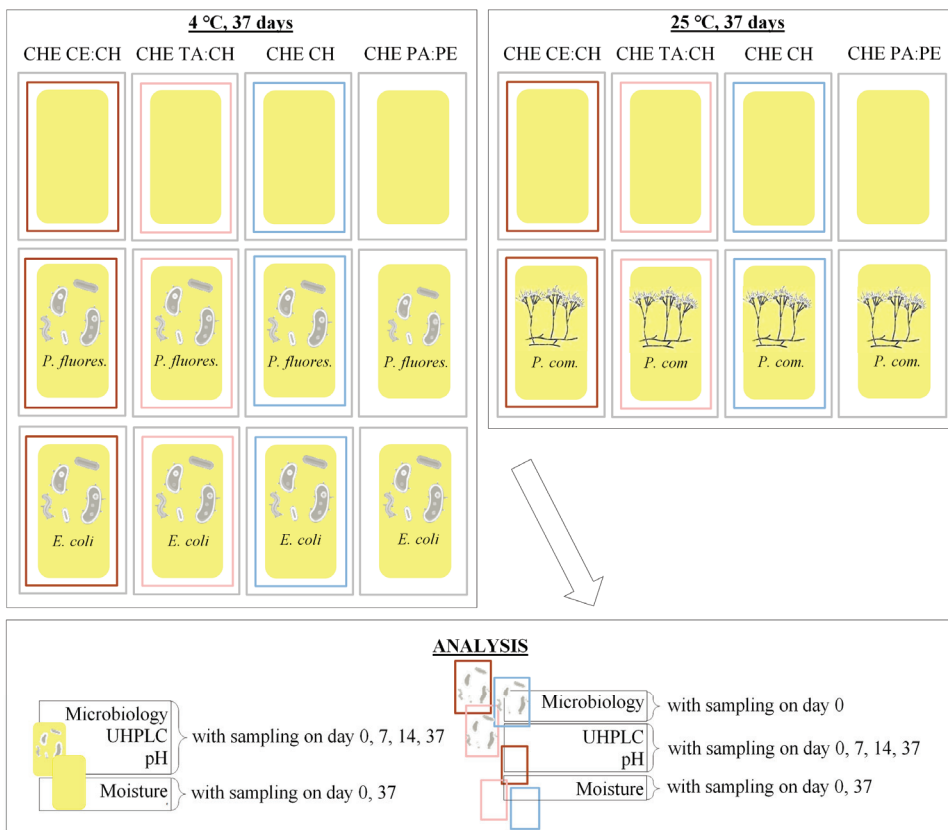 4 °C, 37 days
CHE CE:CH CHE TA:CH CHE CH CHE PA:PE
P. fluores. P. fluores. P. fluores. P. fluores.
E. coli E. coli E. coli E. coli
25 °C, 37 days
CHE CE:CH CHE TA:CH CHE CH CHE PA:PE
P. com. P. com P. com. P. com.
ANALYSIS
Microbiology
UHPLC
pH
with sampling on day 0, 7, 14, 37
Moisture
with sampling on day 0, 37
Microbiology
with sampling on day 0
UHPLC
pH
with sampling on day 0, 7, 14, 37
Moisture
with sampling on day 0, 37